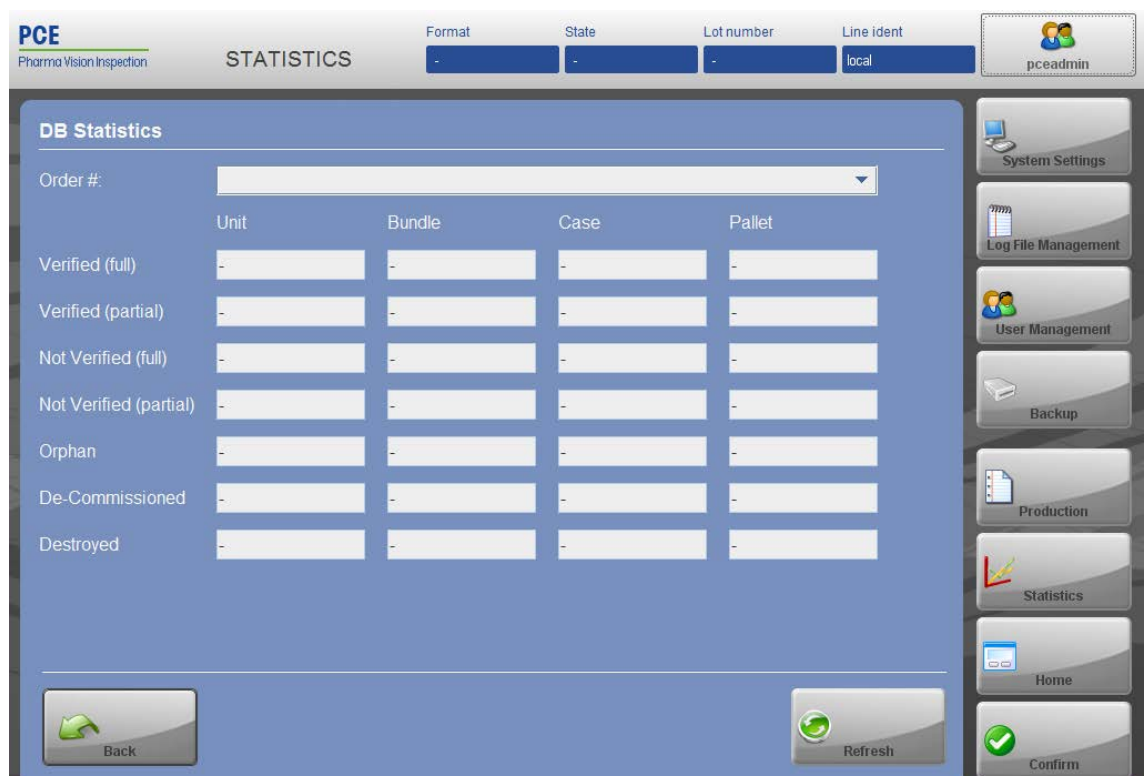 PCE
Pharma Vision Inspection
STATISTICS
Format State Lot number Line ident
- - - local
pceadmin
DB Statistics
Order #:
Unit Bundle Case Pallet
Verified (full) - - - -
Verified (partial) - - - -
Not Verified (full) - - - -
Not Verified (partial) - - - -
Orphan - - - -
De-Commissioned - - - -
Destroyed - - - -
Back
Refresh
System Settings
Log File Management
User Management
Backup
Production
Statistics
Home
Confirm